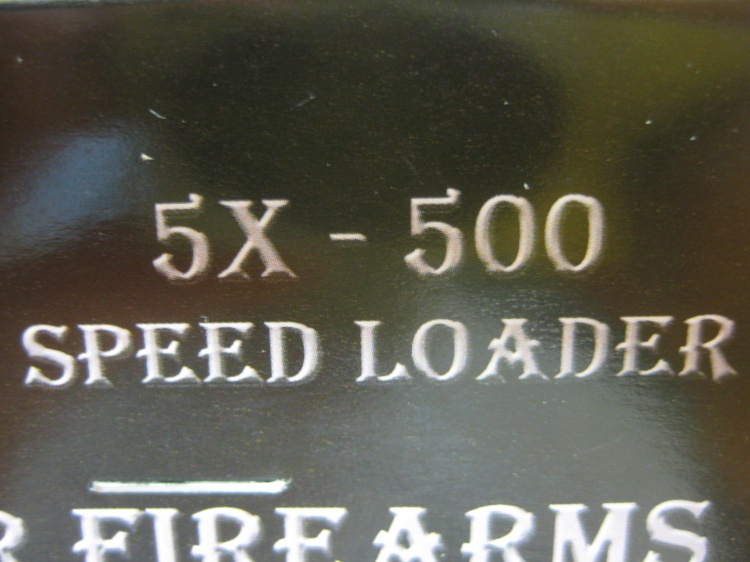 5X - 500
SPEED LOADER
R FIREARMS